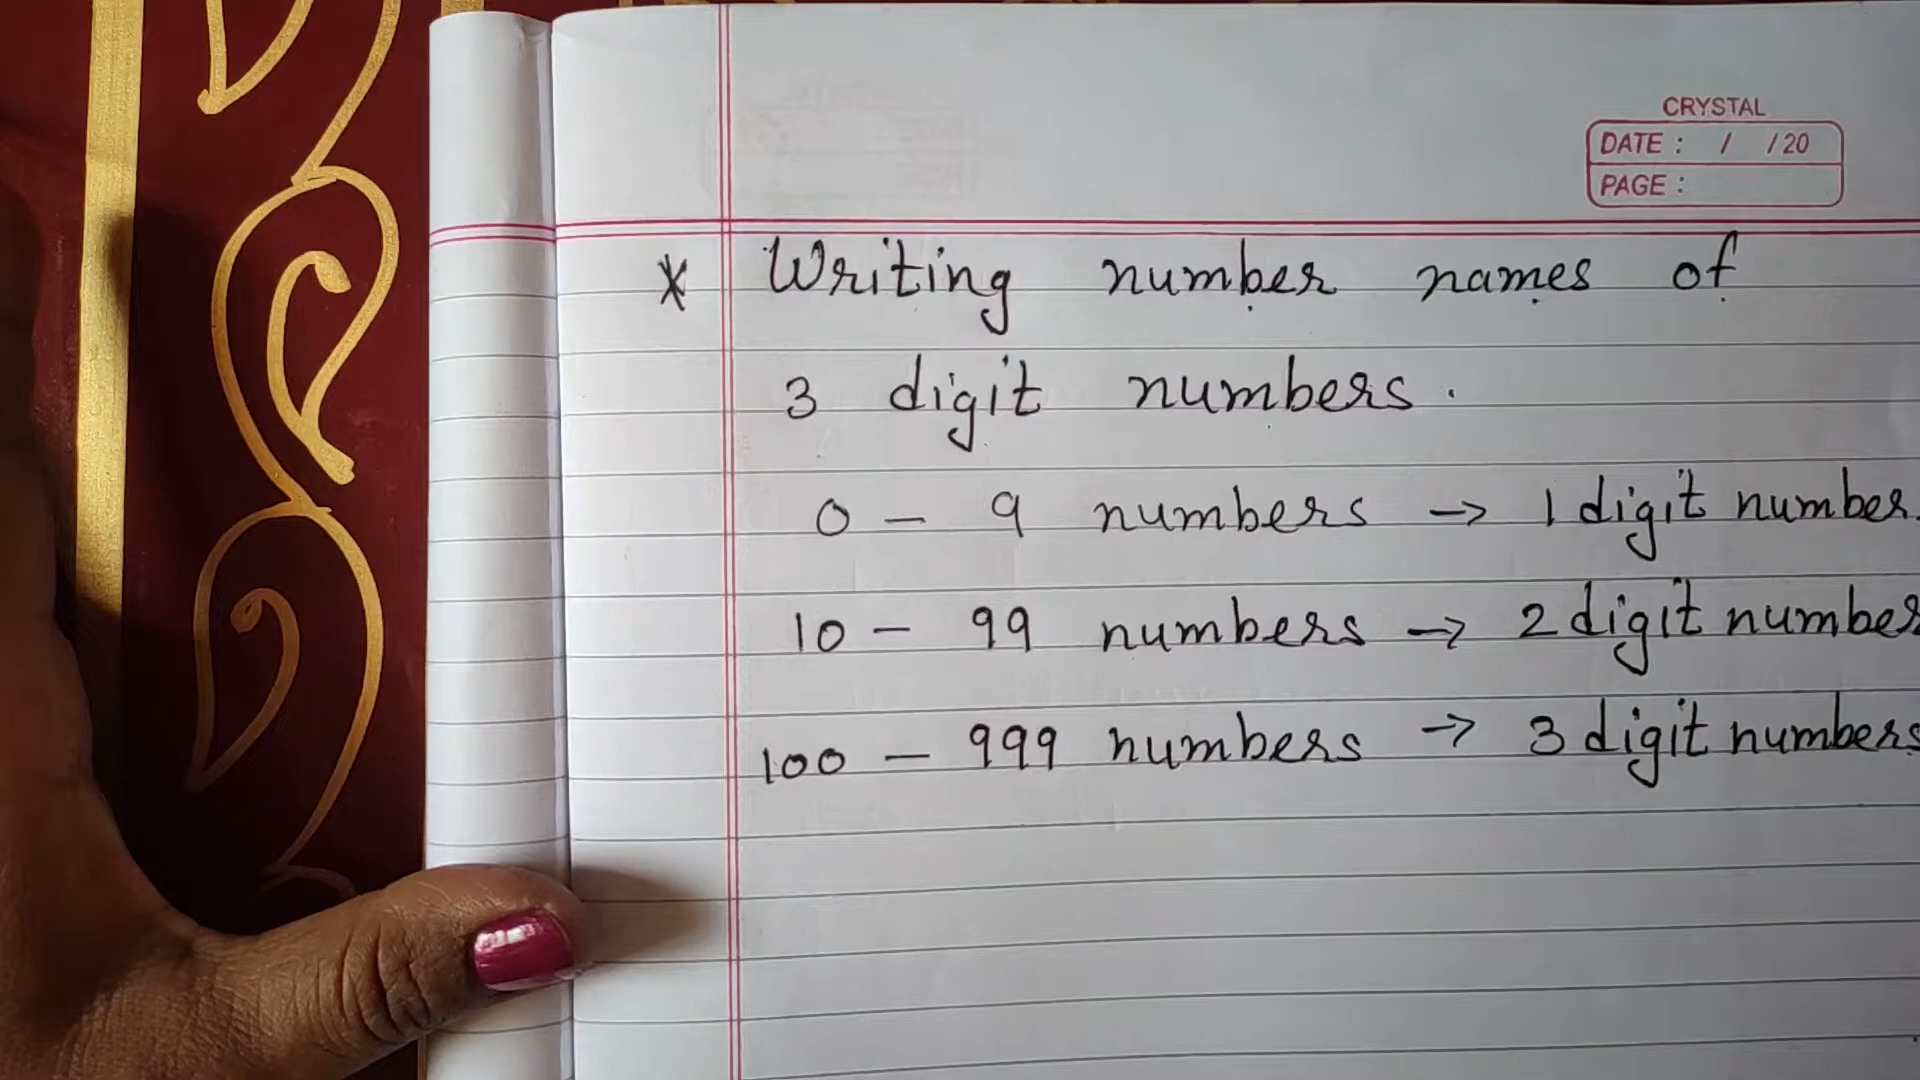 CRYSTAL
DATE : / /20
PAGE :
* Writing number names of
3 digit numbers.
0 - 9 numbers → 1 digit number.
10 - 99 numbers → 2 digit number
100 - 999 numbers → 3 digit numbers